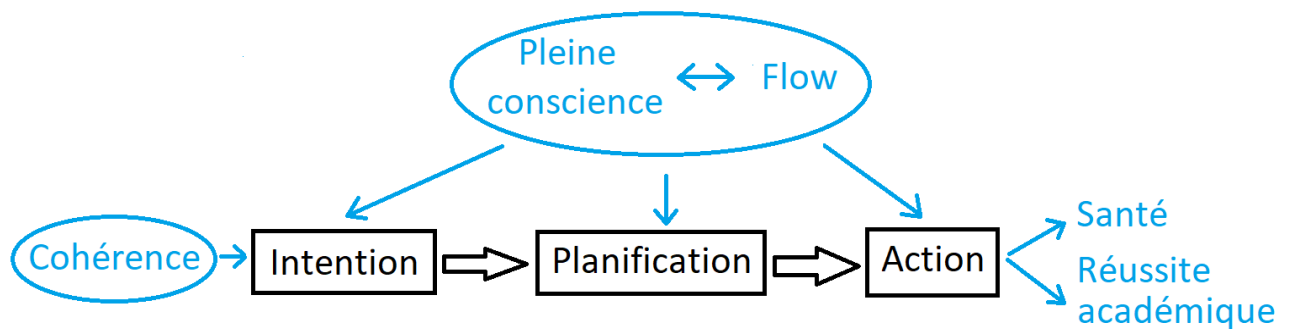 Pleine
conscience
Flow
Cohérence
Intention
Planification
Action
Santé
Réussite
académique